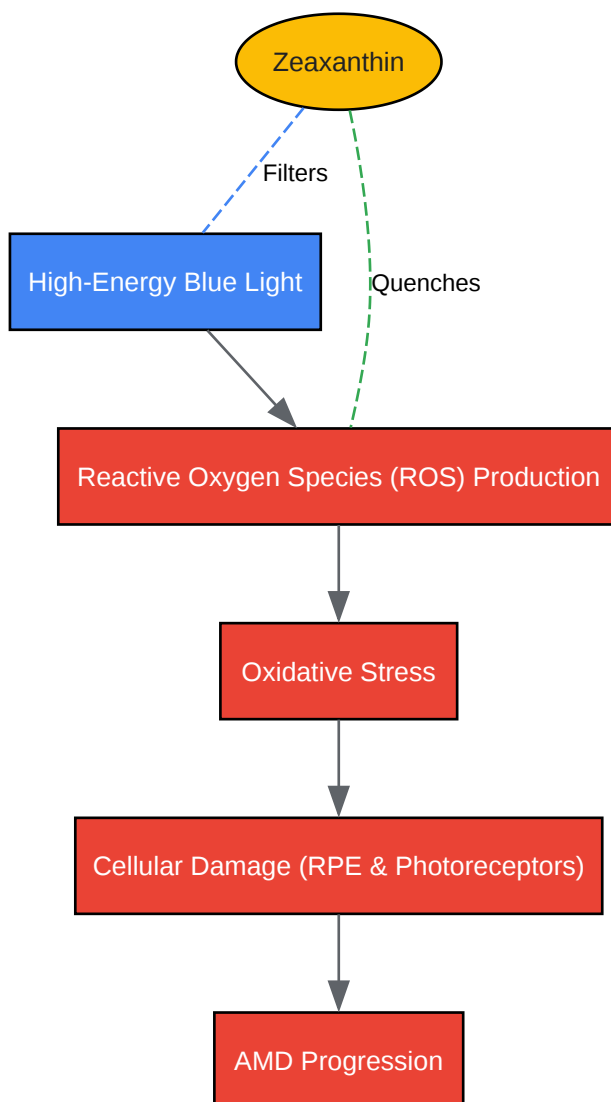 Zeaxanthin
Filters
High-Energy Blue Light
Quenches
Reactive Oxygen Species (ROS) Production
Oxidative Stress
Cellular Damage (RPE & Photoreceptors)
AMD Progression